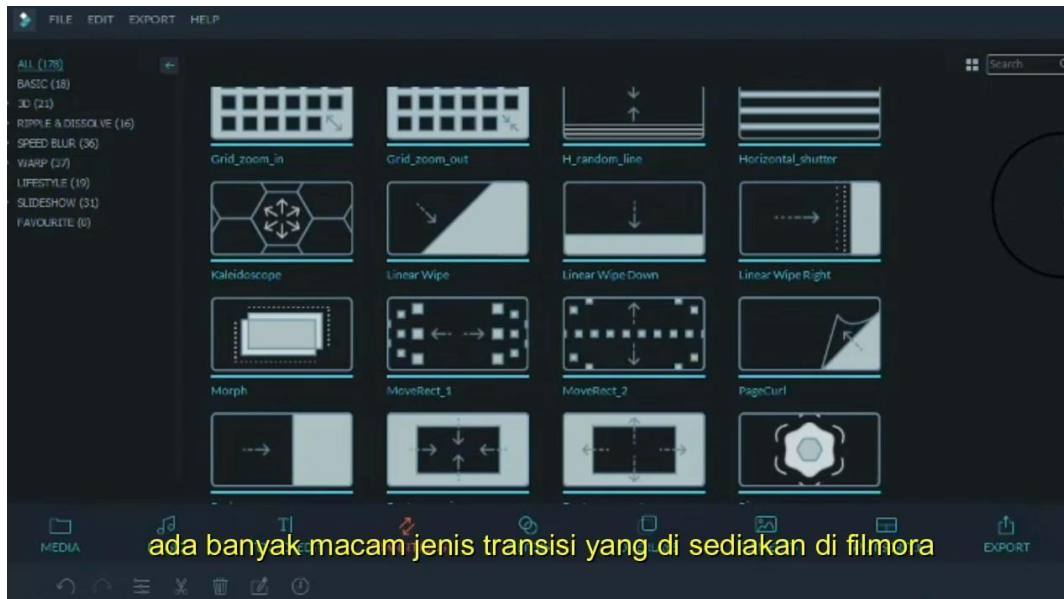 FILE EDIT EXPORT HELP
ALL (178)
BASIC (18)
3D (21)
RIPPLE & DISSOLVE (16)
SPEED BLUR (36)
WARP (37)
LIFESTYLE (19)
SLIDESHOW (31)
FAVOURITE (0)
Search
Grid_zoom_in Grid_zoom_out H_random_line Horizontal_shutter
Kaleidoscope Linear Wipe Linear Wipe Down Linear Wipe Right
Morph MoveRect_1 MoveRect_2 PageCurl
MEDIA EXPORT
ada banyak macam jenis transisi yang di sediakan di filmora